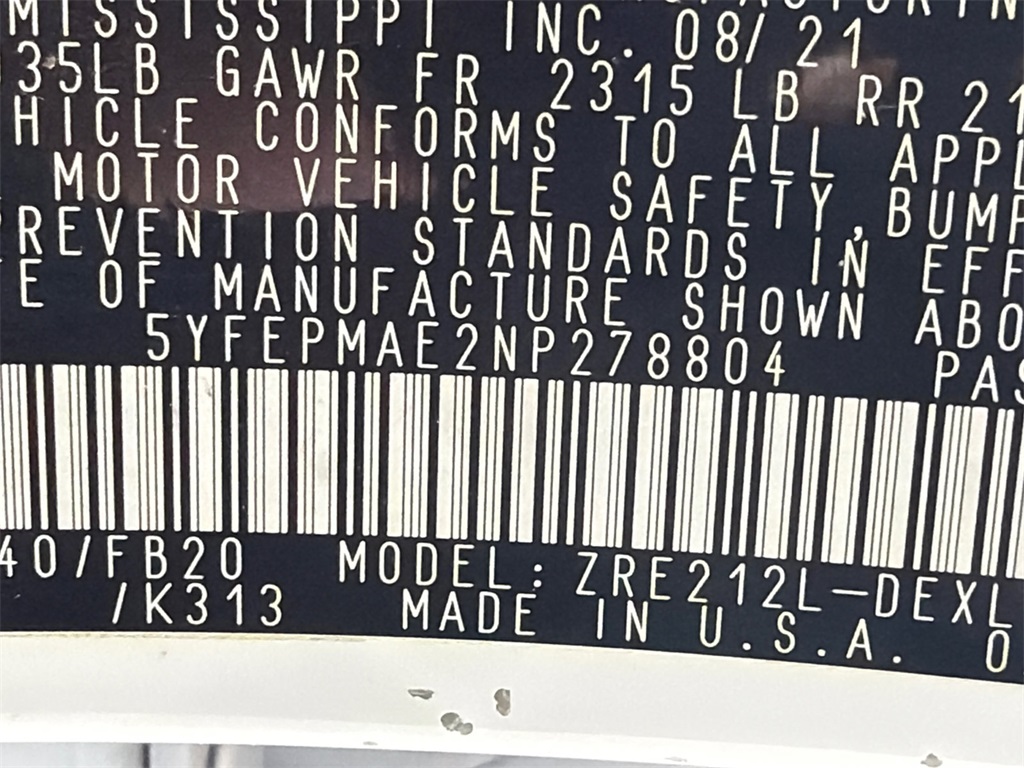 MISSISSIPPI INC. 08/21
35LB GAWR FR 2315 LB RR 21
HICLE CONFORMS TO ALL APPL
MOTOR VEHICLE SAFETY, BUMP
REVENTION STANDARDS IN EFF
E OF MANUFACTURE SHOWN ABO
5YFEPMAE2NP278804 PAS
40/FB20 MODEL: ZRE212L-DEXL
/K313 MADE IN U.S.A. 0